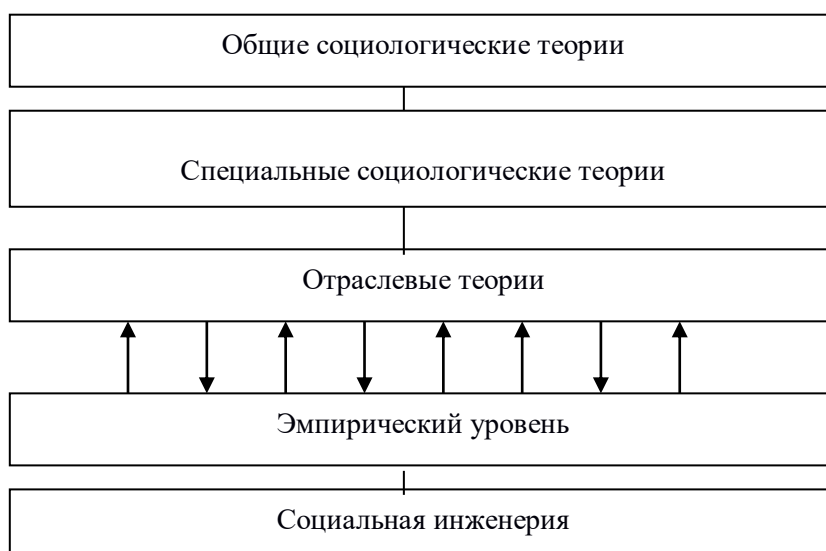 Общие социологические теории
Специальные социологические теории
Отраслевые теории
Эмпирический уровень
Социальная инженерия